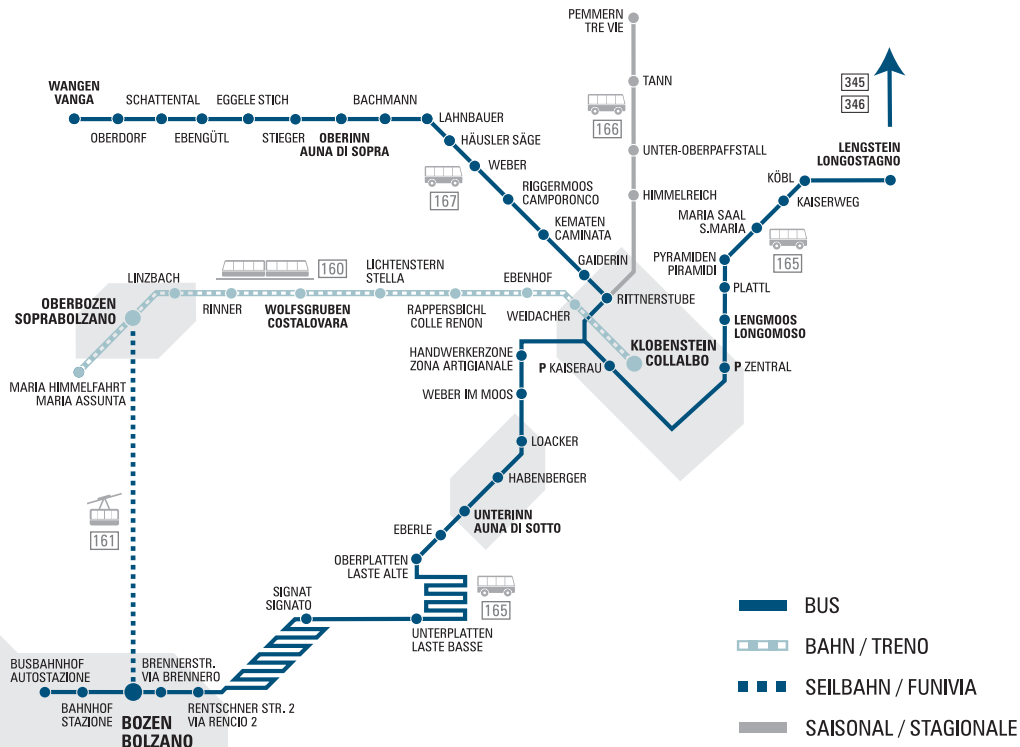 PEMMERN
TRE VIE
TANN
166
UNTER-OBERPAFFSTALL
HIMMELREICH
345
346
LENGSTEIN
LONGOSTAGNO
KÖBL
KAISERWEG
MARIA SAAL
S.MARIA
165
PYRAMIDEN
PIRAMIDI
PLATTL
LENGMOOS
LONGOMOSO
P ZENTRAL
WANGEN
VANGA
OBERDORF
SCHATTENTAL
EBENGÜTL
EGGELE STICH
STIEGER
OBERINN
AUNA DI SOPRA
BACHMANN
LAHNBAUER
HÄUSLER SÄGE
WEBER
167
RIGGERMOOS
CAMPORONCO
KEMATEN
CAMINATA
GAIDERIN
RITTNERSTUBE
LINZBACH
160
OBERBOZEN
SOPRABOLZANO
RINNER
WOLFSGRUBEN
COSTALOVARA
LICHTENSTERN
STELLA
RAPPERSBICHL
COLLE RENON
EBENHOF
WEIDACHER
KLOBENSTEIN
COLLALBO
MARIA HIMMELFAHRT
MARIA ASSUNTA
HANDWERKERZONE
ZONA ARTIGIANALE
P KAISERAU
WEBER IM MOOS
LOACKER
HABENBERGER
UNTERINN
AUNA DI SOTTO
EBERLE
OBERPLATTEN
LASTE ALTE
161
165
SIGNAT
SIGNATO
UNTERPLATTEN
LASTE BASSE
BUSBAHNHOF
AUTOSTAZIONE
BAHNHOF
STAZIONE
BOZEN
BOLZANO
BRENNERSTR.
VIA BRENNERO
RENTSCHNER STR. 2
VIA RENCIO 2
BUS
BAHN / TRENO
SEILBAHN / FUNIVIA
SAISONAL / STAGIONALE